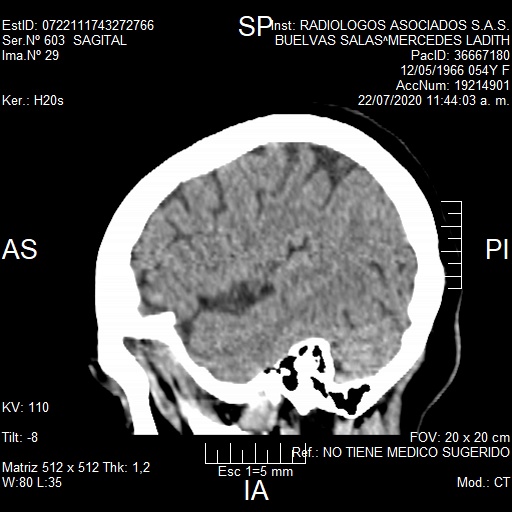 EstID: 0722111743272766
Ser.Nº 603 SAGITAL
Ima.Nº 29
Ker.: H20s
SP
Inst: RADIOLOGOS ASOCIADOS S.A.S.
BUELVAS SALAS^MERCEDES LADITH
PacID: 36667180
12/05/1966 054Y F
AccNum: 19214901
22/07/2020 11:44:03 a. m.
AS
PI
KV: 110
Tilt: -8
Matriz 512 x 512 Thk: 1,2
W:80 L:35
Esc 1=5 mm
IA
FOV: 20 x 20 cm
Ref.: NO TIENE MEDICO SUGERIDO
Mod.: CT